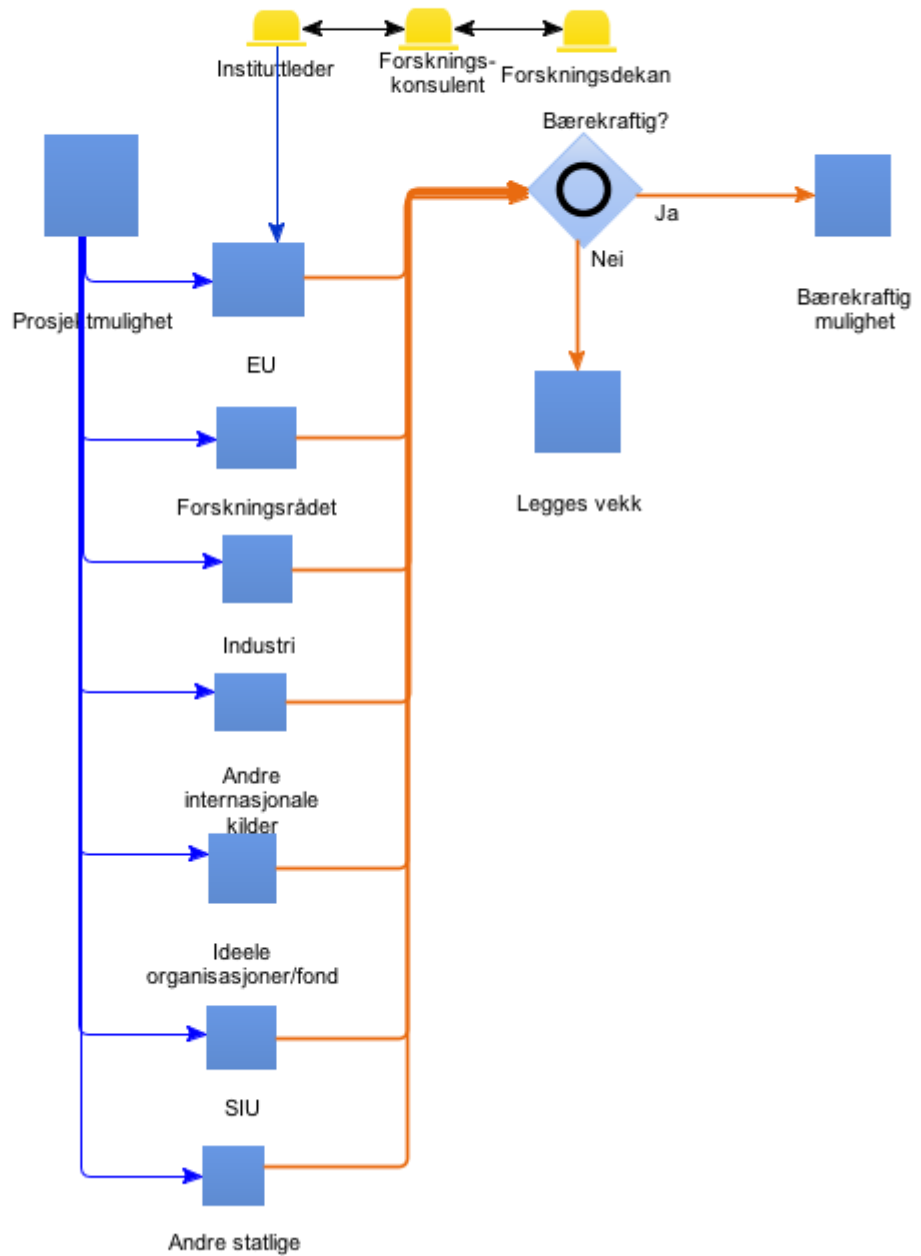 Instituttleder
Forsknings-
konsulent
Forskningsdekan
Bærekraftig?
Ja
Nei
Bærekraftig
mulighet
Prosjektmulighet
EU
Legges vekk
Forskningsrådet
Industri
Andre
internasjonale
kilder
Ideele
organisasjoner/fond
SIU
Andre statlige